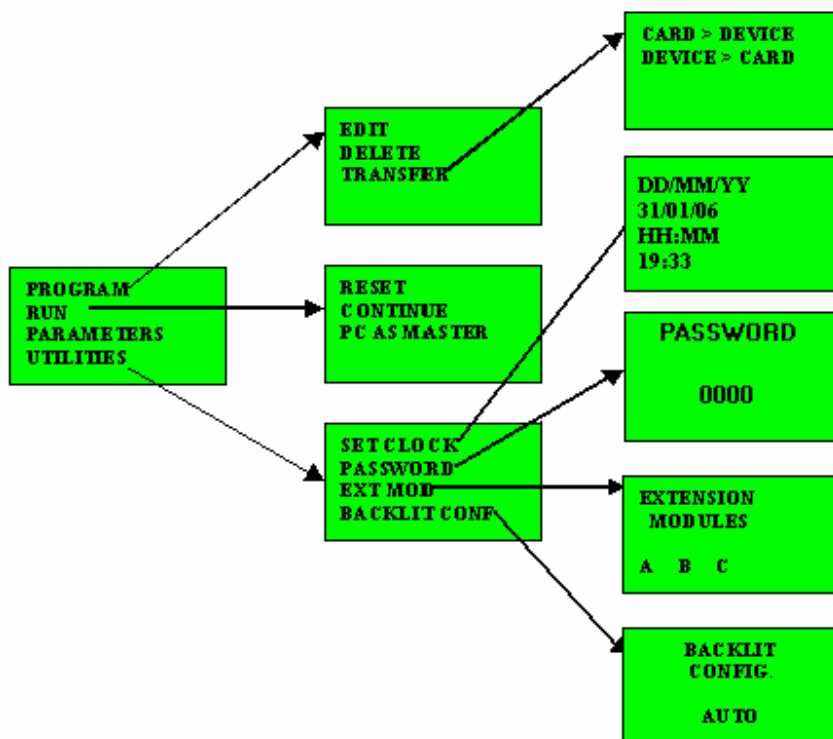 PROGRAM
RUN
PARAMETERS
UTILITIES
EDIT
DELETE
TRANSFER
RESET
CONTINUE
PC AS MASTER
SET CLOCK
PASSWORD
EXT MOD
BACKLIT CONF
CARD > DEVICE
DEVICE > CARD
DD/MM/YY
31/01/06
HH:MM
19:33
PASSWORD
0000
EXTENSION
MODULES
A B C
BACKLIT
CONFIG.
AUTO